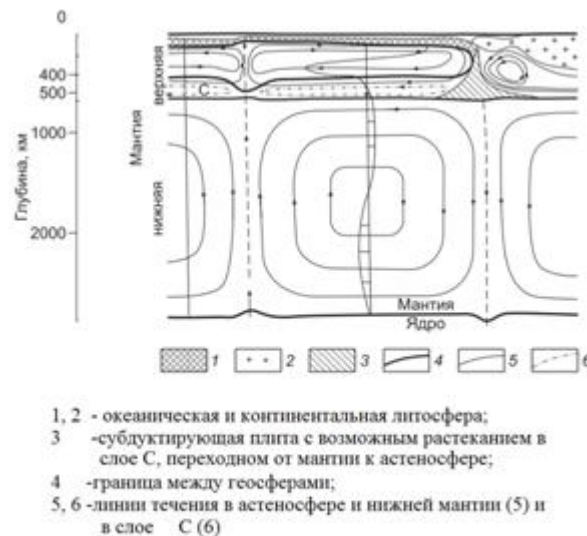 0
400
500
1000
2000
Глубина, км
Мантия
верхняя
нижняя
С
Мантия
Ядро
1 2 3 4 5 6
1, 2 - океаническая и континентальная литосфера;
3 -субдуктирующая плита с возможным растеканием в
слое С, переходном от мантии к астеносфере;
4 -граница между геосферами;
5, 6 -линии течения в астеносфере и нижней мантии (5) и
в слое С (6)